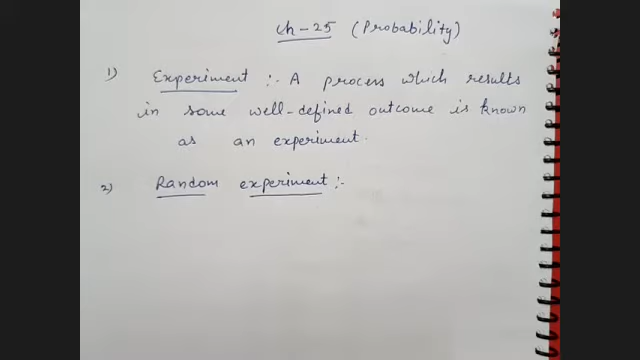 Ch-25 (Probability)
1) Experiment :- A process which results
in some well-defined outcome is known
as an experiment.
2) Random experiment :-